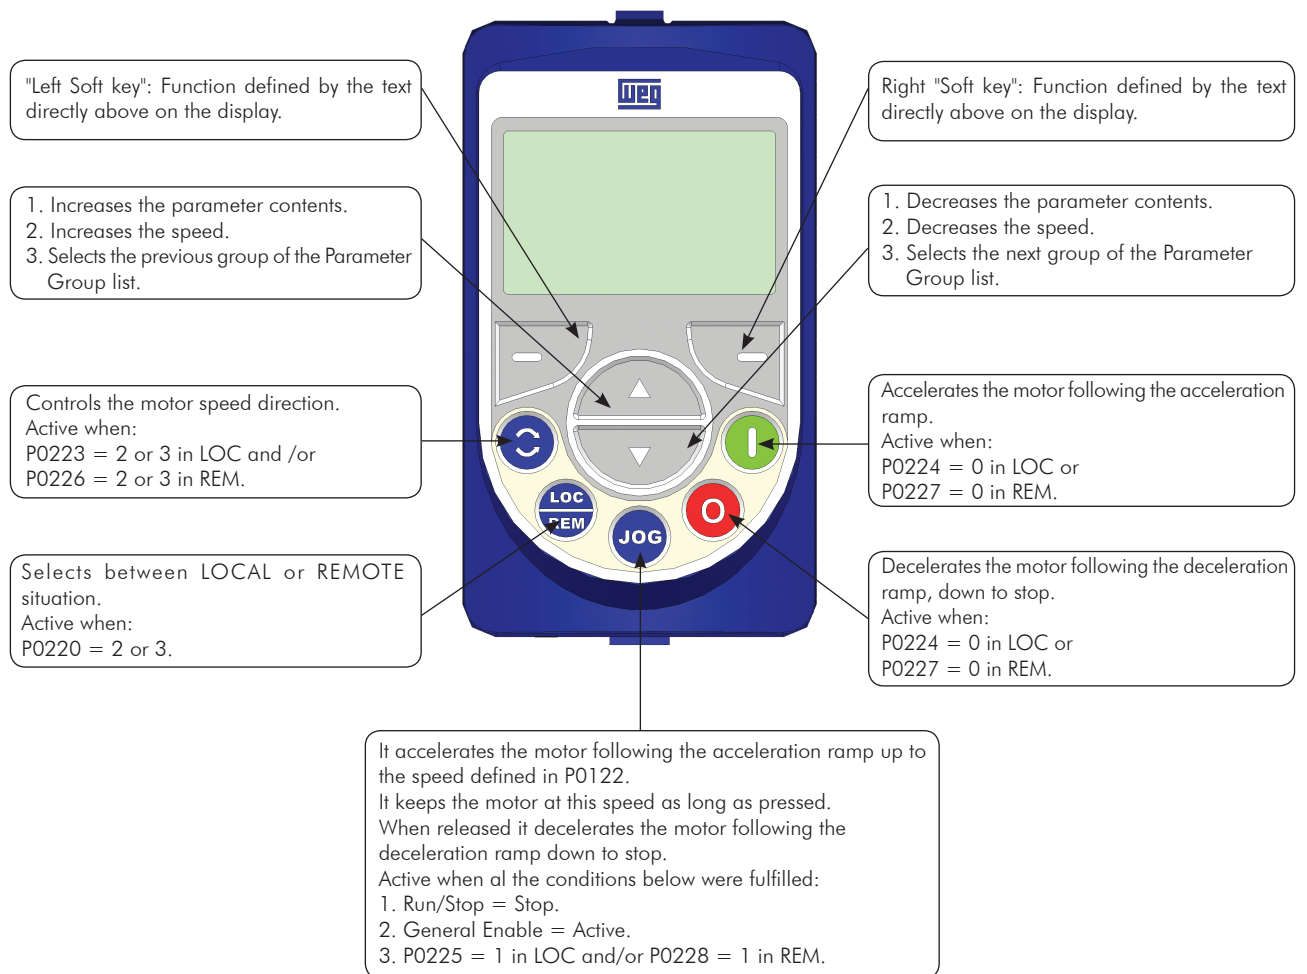 "Left Soft key": Function defined by the text
directly above on the display.
1. Increases the parameter contents.
2. Increases the speed.
3. Selects the previous group of the Parameter
Group list.
Controls the motor speed direction.
Active when:
P0223 = 2 or 3 in LOC and /or
P0226 = 2 or 3 in REM.
Selects between LOCAL or REMOTE
situation.
Active when:
P0220 = 2 or 3.
weg
LOC
REM
JOG
Right "Soft key": Function defined by the text
directly above on the display.
1. Decreases the parameter contents.
2. Decreases the speed.
3. Selects the next group of the Parameter
Group list.
Accelerates the motor following the acceleration
ramp.
Active when:
P0224 = 0 in LOC or
P0227 = 0 in REM.
Decelerates the motor following the deceleration
ramp, down to stop.
Active when:
P0224 = 0 in LOC or
P0227 = 0 in REM.
It accelerates the motor following the acceleration ramp up to
the speed defined in P0122.
It keeps the motor at this speed as long as pressed.
When released it decelerates the motor following the
deceleration ramp down to stop.
Active when al the conditions below were fulfilled:
1. Run/Stop = Stop.
2. General Enable = Active.
3. P0225 = 1 in LOC and/or P0228 = 1 in REM.